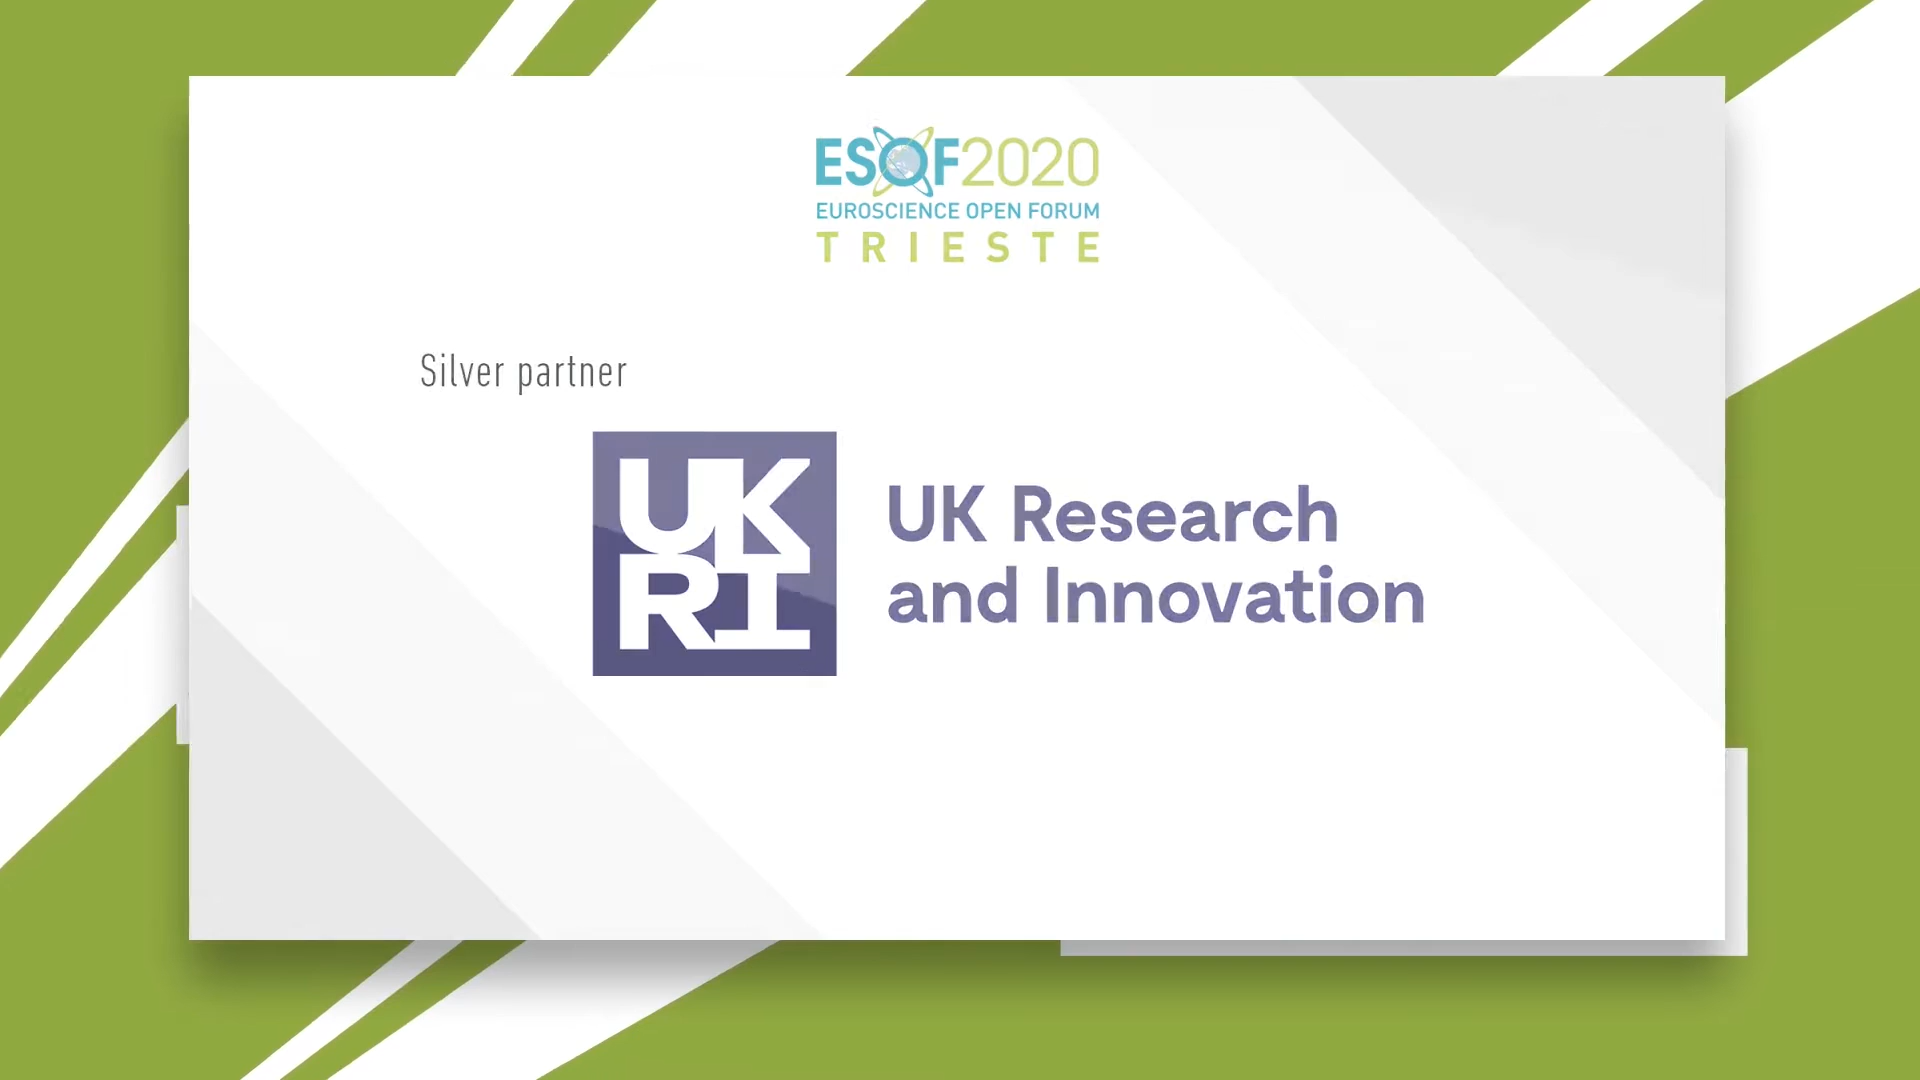 ESOF2020
EUROSCIENCE OPEN FORUM
TRIESTE
Silver partner
UK
RI
UK Research
and Innovation